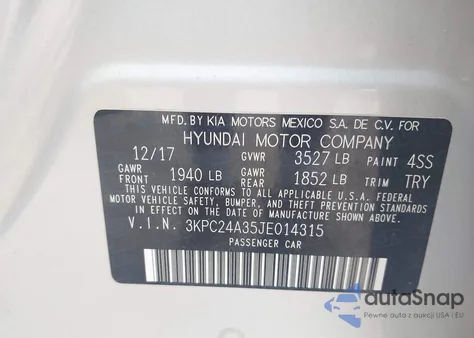 MFD. BY KIA MOTORS MEXICO S.A. DE C.V. FOR
HYUNDAI MOTOR COMPANY
12/17 GVWR 3527 LB PAINT 4SS
GAWR FRONT 1940 LB GAWR REAR 1852 LB TRIM TRY
THIS VEHICLE CONFORMS TO ALL APPLICABLE U.S.A. FEDERAL
MOTOR VEHICLE SAFETY, BUMPER, AND THEFT PREVENTION
STANDARDS IN EFFECT ON THE DATE OF MANUFACTURE
V.I.N. 3KPC24A35JE014315
PASSENGER CAR
autaSnap
Pewne auta z aukcji USA i EU